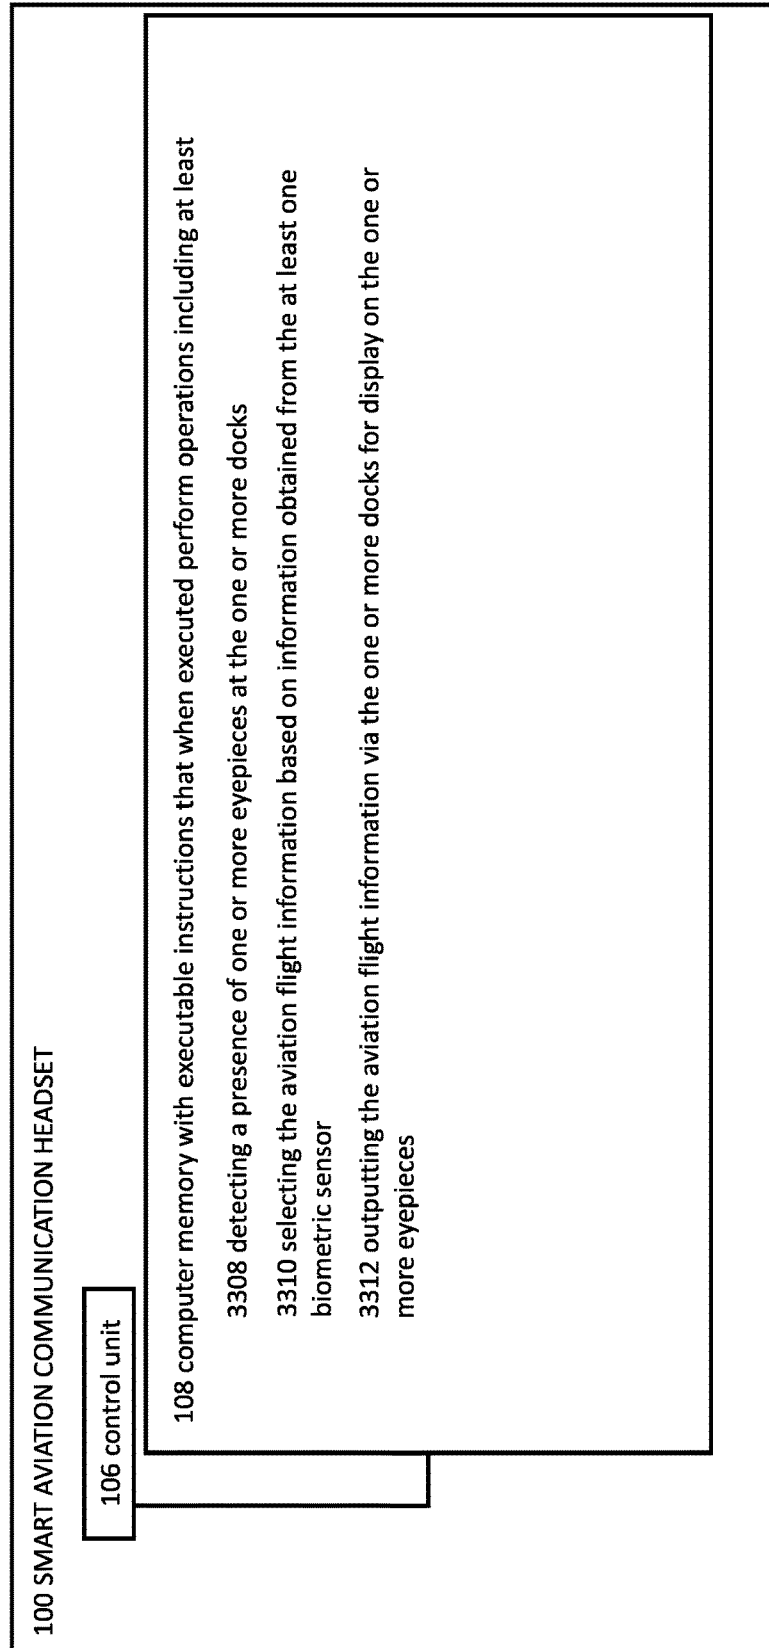 100 SMART AVIATION COMMUNICATION HEADSET
106 control unit
108 computer memory with executable instructions that when executed perform operations including at least
3308 detecting a presence of one or more eyepieces at the one or more docks
3310 selecting the aviation flight information based on information obtained from the at least one
biometric sensor
3312 outputting the aviation flight information via the one or more docks for display on the one or
more eyepieces